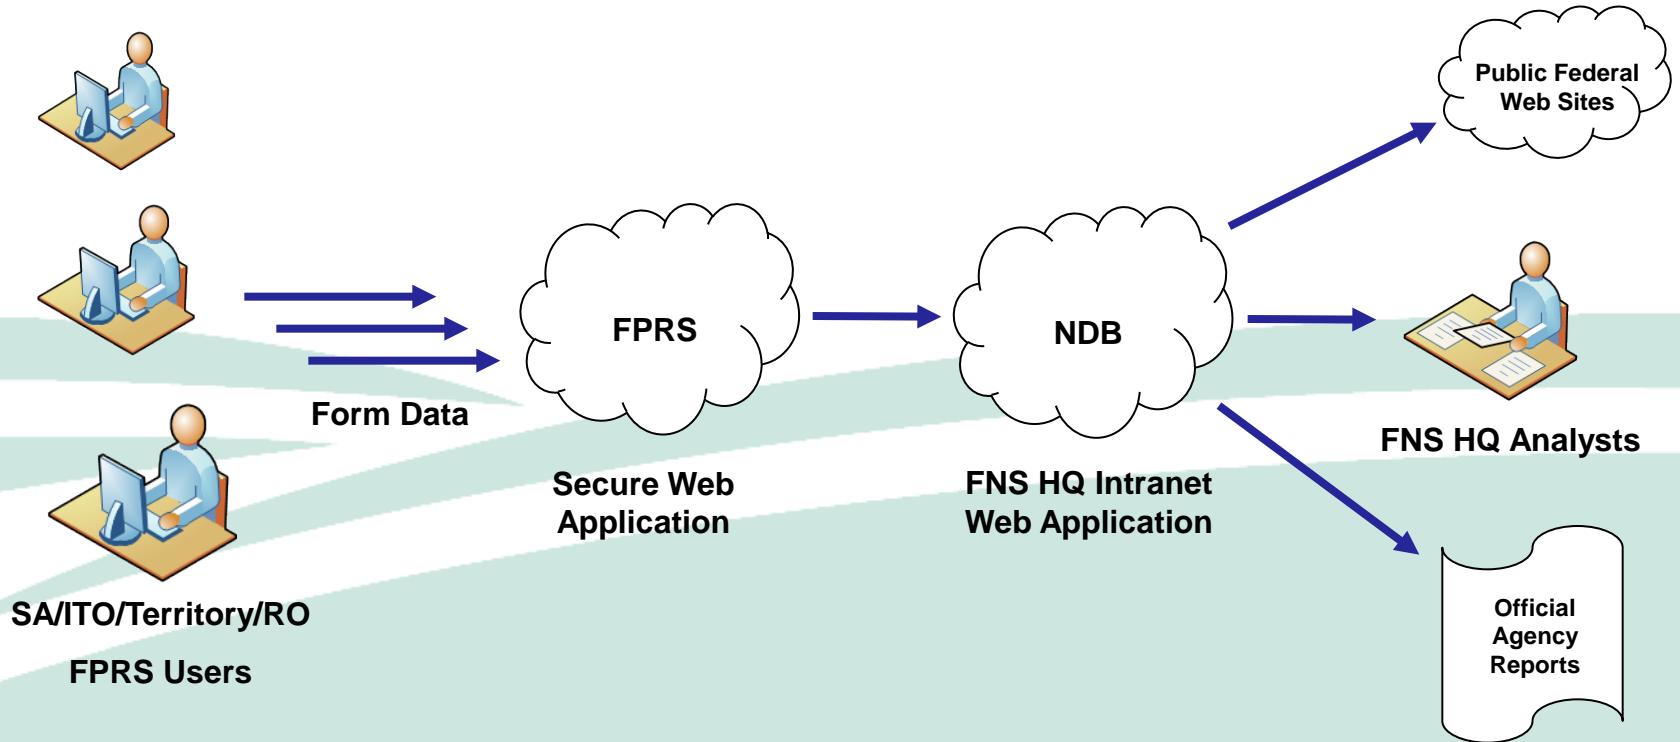 SA/ITO/Territory/RO
FPRS Users
Form Data
FPRS
Secure Web
Application
NDB
FNS HQ Intranet
Web Application
Public Federal
Web Sites
FNS HQ Analysts
Official
Agency
Reports